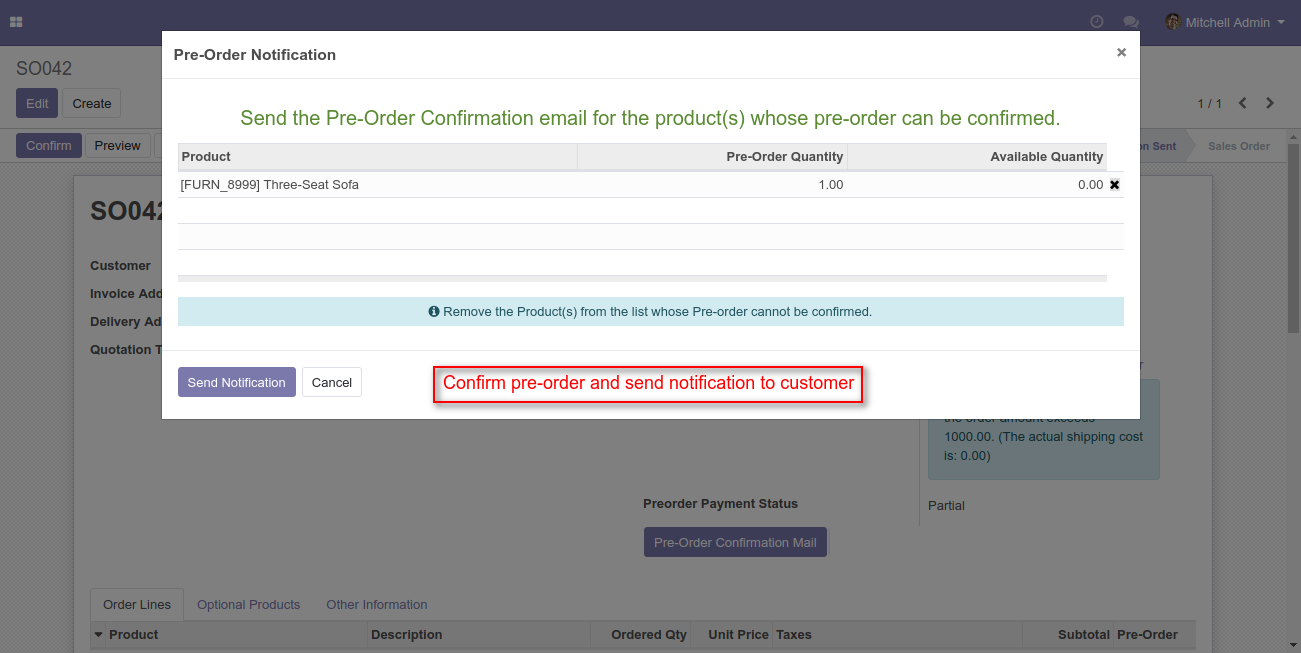 Mitchell Admin
Pre-Order Notification
×
SO042
Edit
Create
1 / 1
Send the Pre-Order Confirmation email for the product(s) whose pre-order can be confirmed.
Confirm
Preview
Sent
Sales Order
Product Pre-Order Quantity Available Quantity
[FURN_8999] Three-Seat Sofa 1.00 0.00
SO042
Customer
Invoice Add
Delivery Ad
Quotation T
Remove the Product(s) from the list whose Pre-order cannot be confirmed.
Send Notification
Cancel
Confirm pre-order and send notification to customer
the order amount exceeds
1000.00. (The actual shipping cost
is: 0.00)
Preorder Payment Status
Partial
Pre-Order Confirmation Mail
Order Lines
Optional Products
Other Information
Product Description Ordered Qty Unit Price Taxes Subtotal Pre-Order